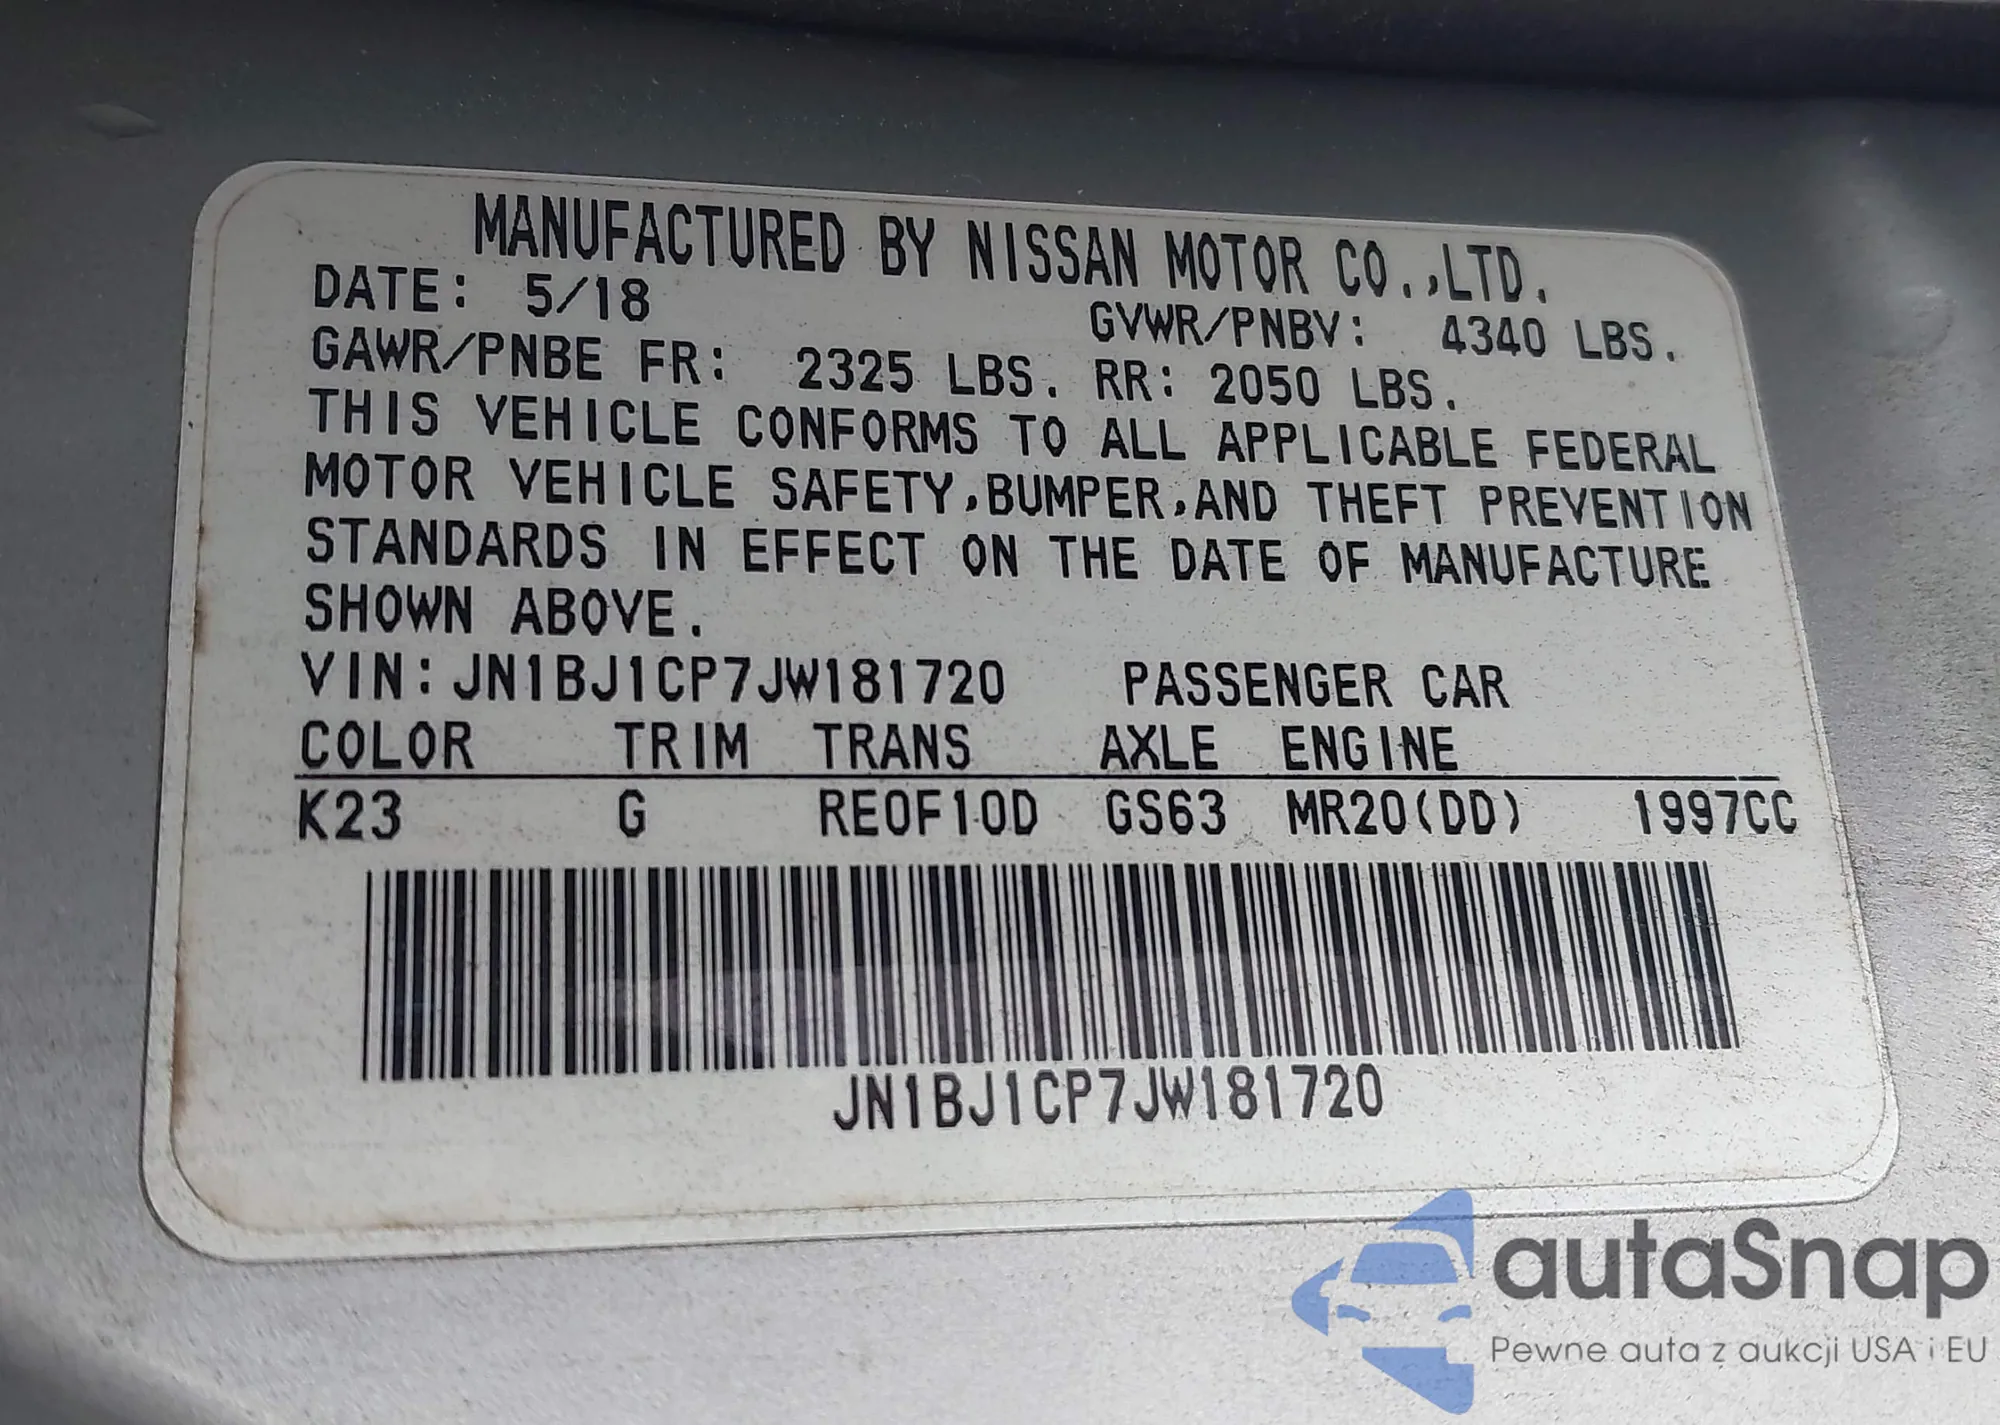 MANUFACTURED BY NISSAN MOTOR CO.,LTD.
DATE: 5/18 GVWR/PNBV: 4340 LBS.
GAWR/PNBE FR: 2325 LBS. RR: 2050 LBS.
THIS VEHICLE CONFORMS TO ALL APPLICABLE FEDERAL
MOTOR VEHICLE SAFETY,BUMPER,AND THEFT PREVENTION
STANDARDS IN EFFECT ON THE DATE OF MANUFACTURE
SHOWN ABOVE.
VIN:JN1BJ1CP7JW181720 PASSENGER CAR
COLOR TRIM TRANS AXLE ENGINE
K23 G RE0F10D GS63 MR20(DD) 1997CC
JN1BJ1CP7JW181720
autaSnap
Pewne auta z aukcji USA i EU